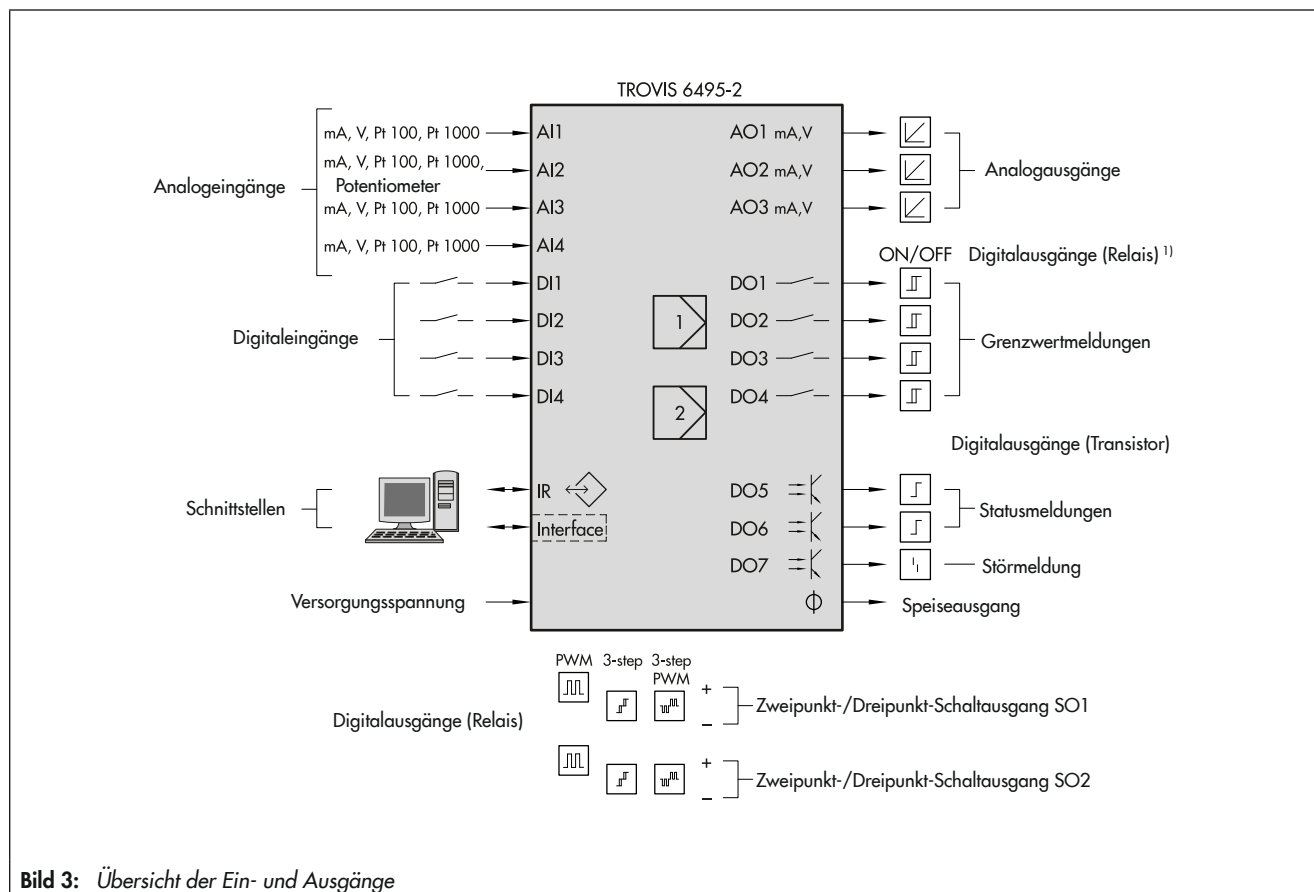 TROVIS 6495-2
Analogeingänge
mA, V, Pt 100, Pt 1000
mA, V, Pt 100, Pt 1000,
Potentiometer
mA, V, Pt 100, Pt 1000
mA, V, Pt 100, Pt 1000
AI1
AI2
AI3
AI4
Digitaleingänge
DI1
DI2
DI3
DI4
Schnittstellen
IR
Interface
Versorgungsspannung
1
2
AO1 mA,V
AO2 mA,V
AO3 mA,V
Analogausgänge
ON/OFF Digitalausgänge (Relais) 1)
DO1
DO2
DO3
DO4
Grenzwertmeldungen
Digitalausgänge (Transistor)
DO5
DO6
Statusmeldungen
DO7
Störmeldung
Speiseausgang
PWM 3-step 3-step
PWM
Digitalausgänge (Relais)
+
–
Zweipunkt-/Dreipunkt-Schaltausgang SO1
+
–
Zweipunkt-/Dreipunkt-Schaltausgang SO2
Bild 3: Übersicht der Ein- und Ausgänge